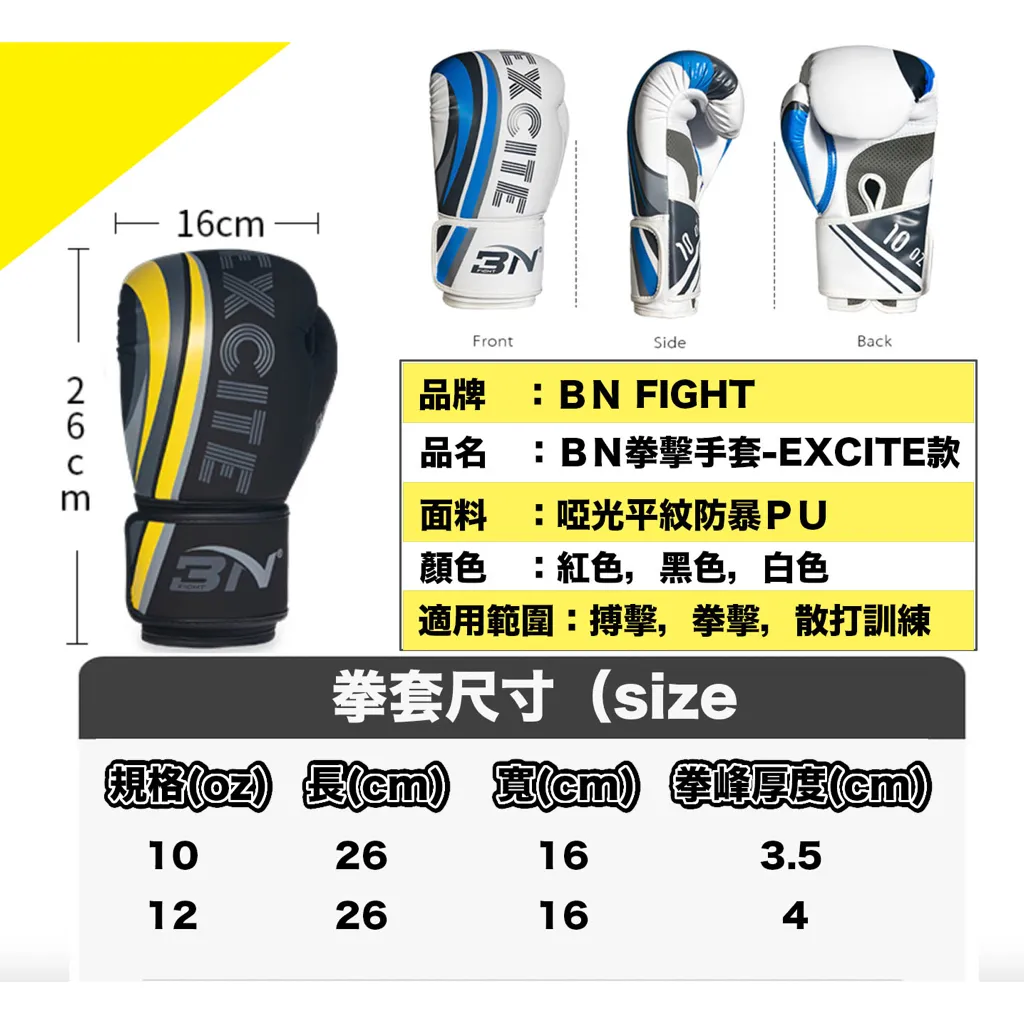 EXCITE
BN
FIGHT
10
10 OZ
Front
Side
Back
16cm
26cm
EXCITE
BN
FIGHT
品牌 ：ＢＮ FIGHT
品名 ：ＢＮ拳擊手套-EXCITE款
面料 ：啞光平紋防暴ＰＵ
顏色 ：紅色，黑色，白色
適用範圍：搏擊，拳擊，散打訓練
拳套尺寸（size
規格(oz) 長(cm) 寬(cm) 拳峰厚度(cm)
10 26 16 3.5
12 26 16 4